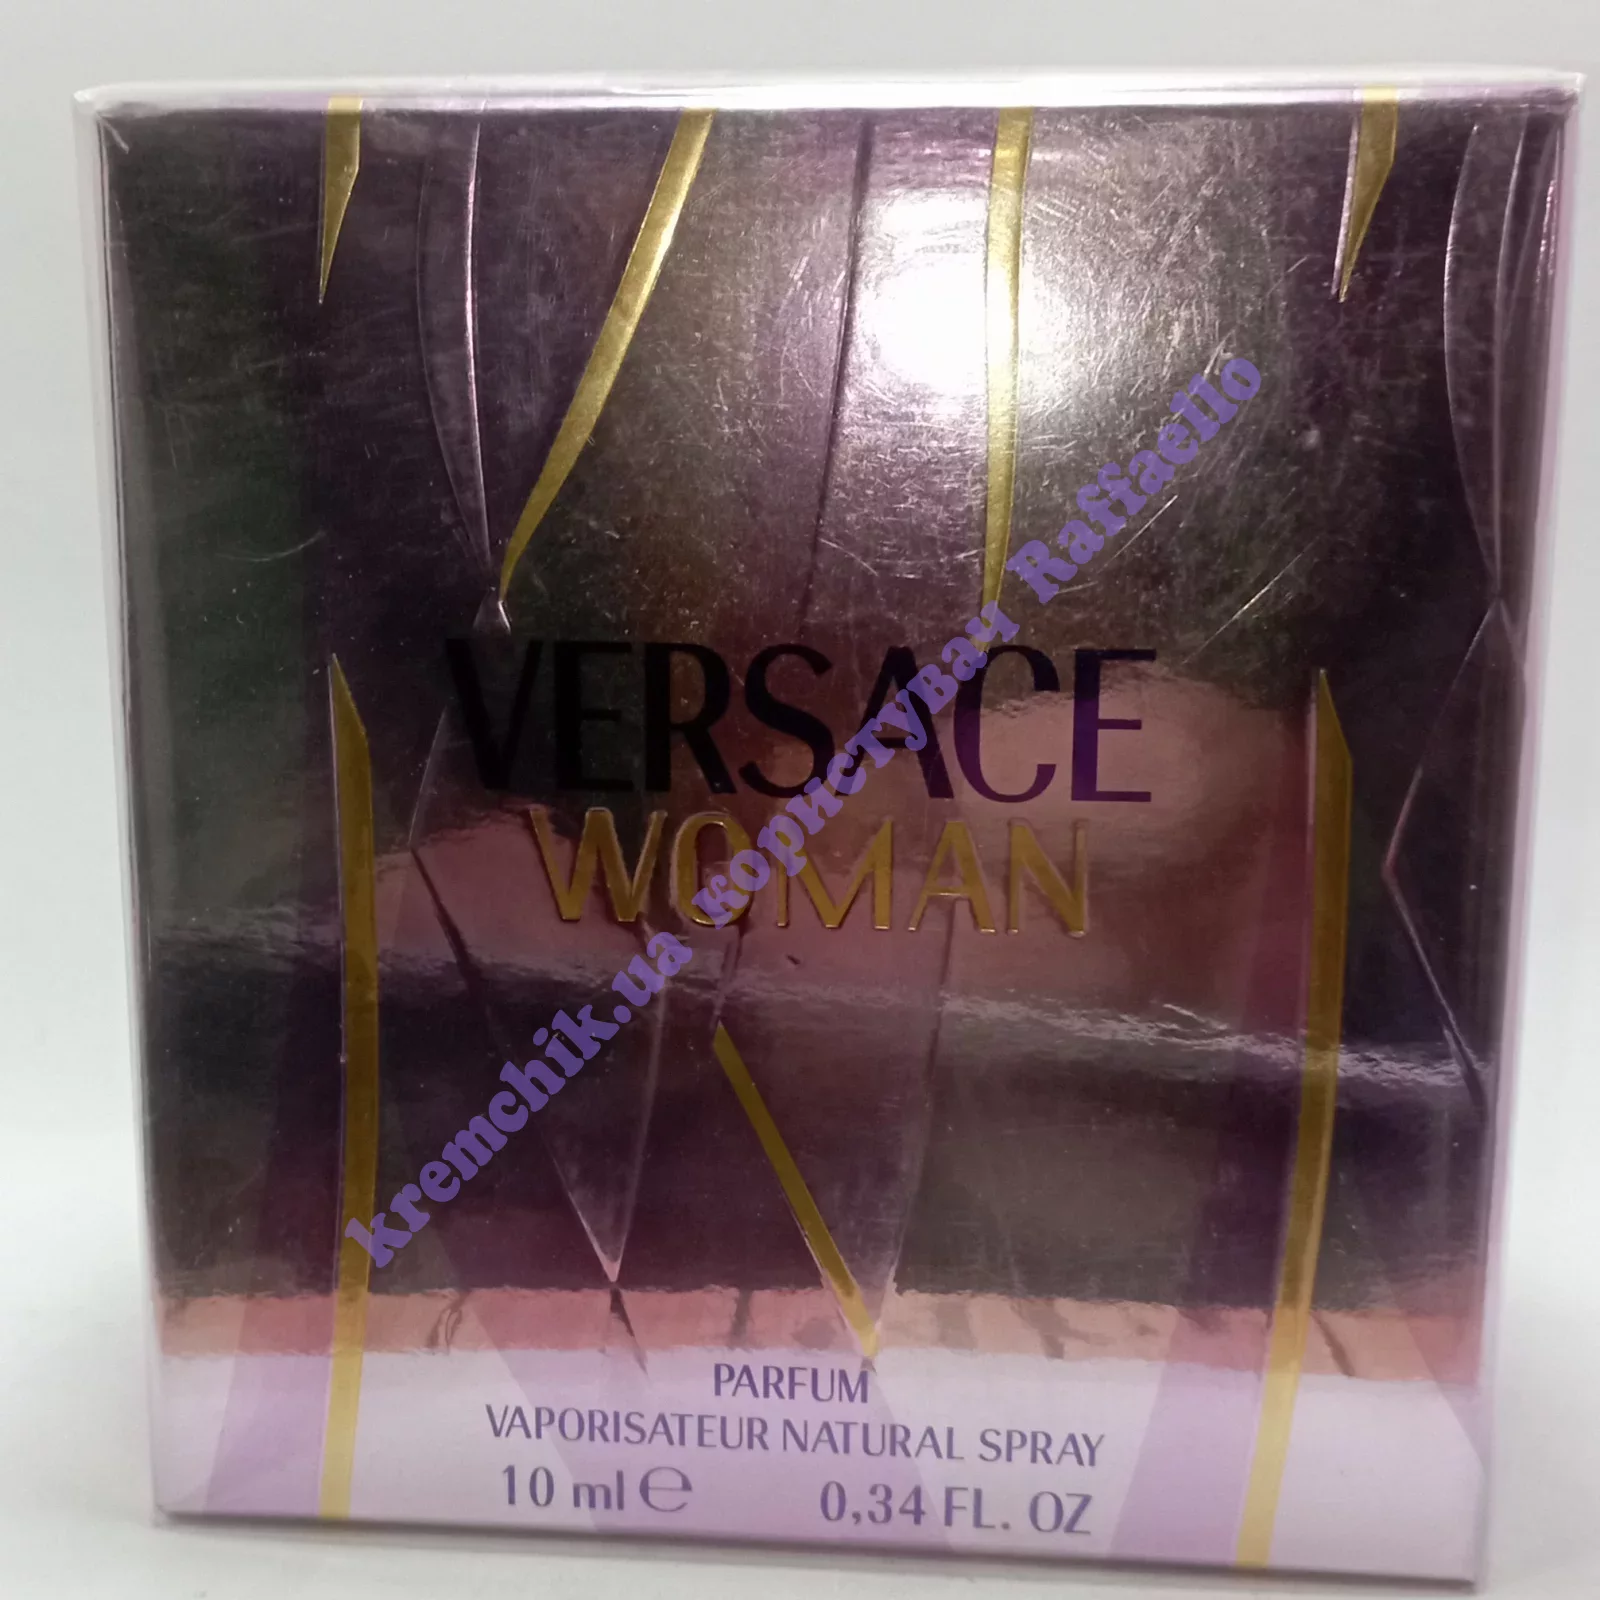 VERSACE
WOMAN
kremchik.ua користувач Raffaello
PARFUM
VAPORISATEUR NATURAL SPRAY
10 ml ℮ 0,34 FL. OZ